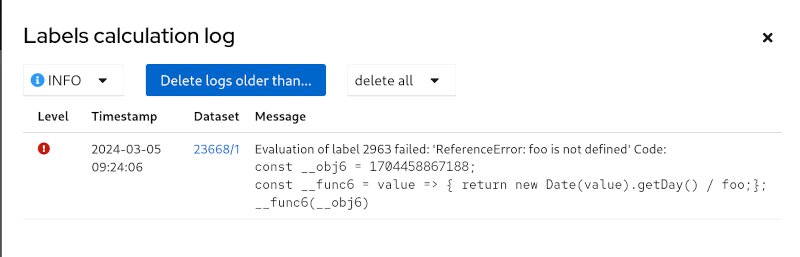 Labels calculation log
INFO
Delete logs older than...
delete all
Level Timestamp Dataset Message
2024-03-05 09:24:06 23668/1 Evaluation of label 2963 failed: 'ReferenceError: foo is not defined' Code:
const __obj6 = 1704458867188;
const __func6 = value => { return new Date(value).getDay() / foo;};
__func6(__obj6)